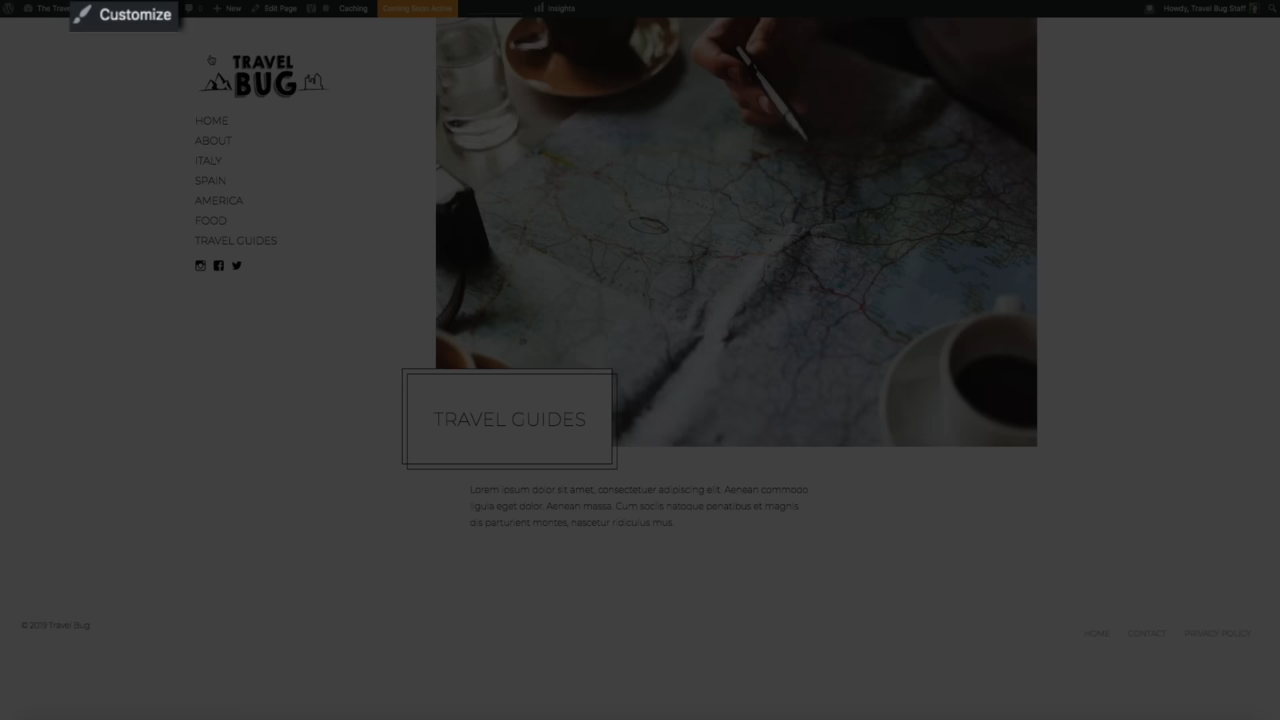 The Trave
Customize
0
New
Edit Page
Caching
Coming Soon Active
Insights
Howdy, Travel Bug Staff
TRAVEL
BUG
HOME
ABOUT
ITALY
SPAIN
AMERICA
FOOD
TRAVEL GUIDES
TRAVEL GUIDES
Lorem ipsum dolor sit amet, consectetuer adipiscing elit. Aenean commodo
ligula eget dolor. Aenean massa. Cum sociis natoque penatibus et magnis
dis parturient montes, nascetur ridiculus mus.
© 2019 Travel Bug
HOME CONTACT PRIVACY POLICY